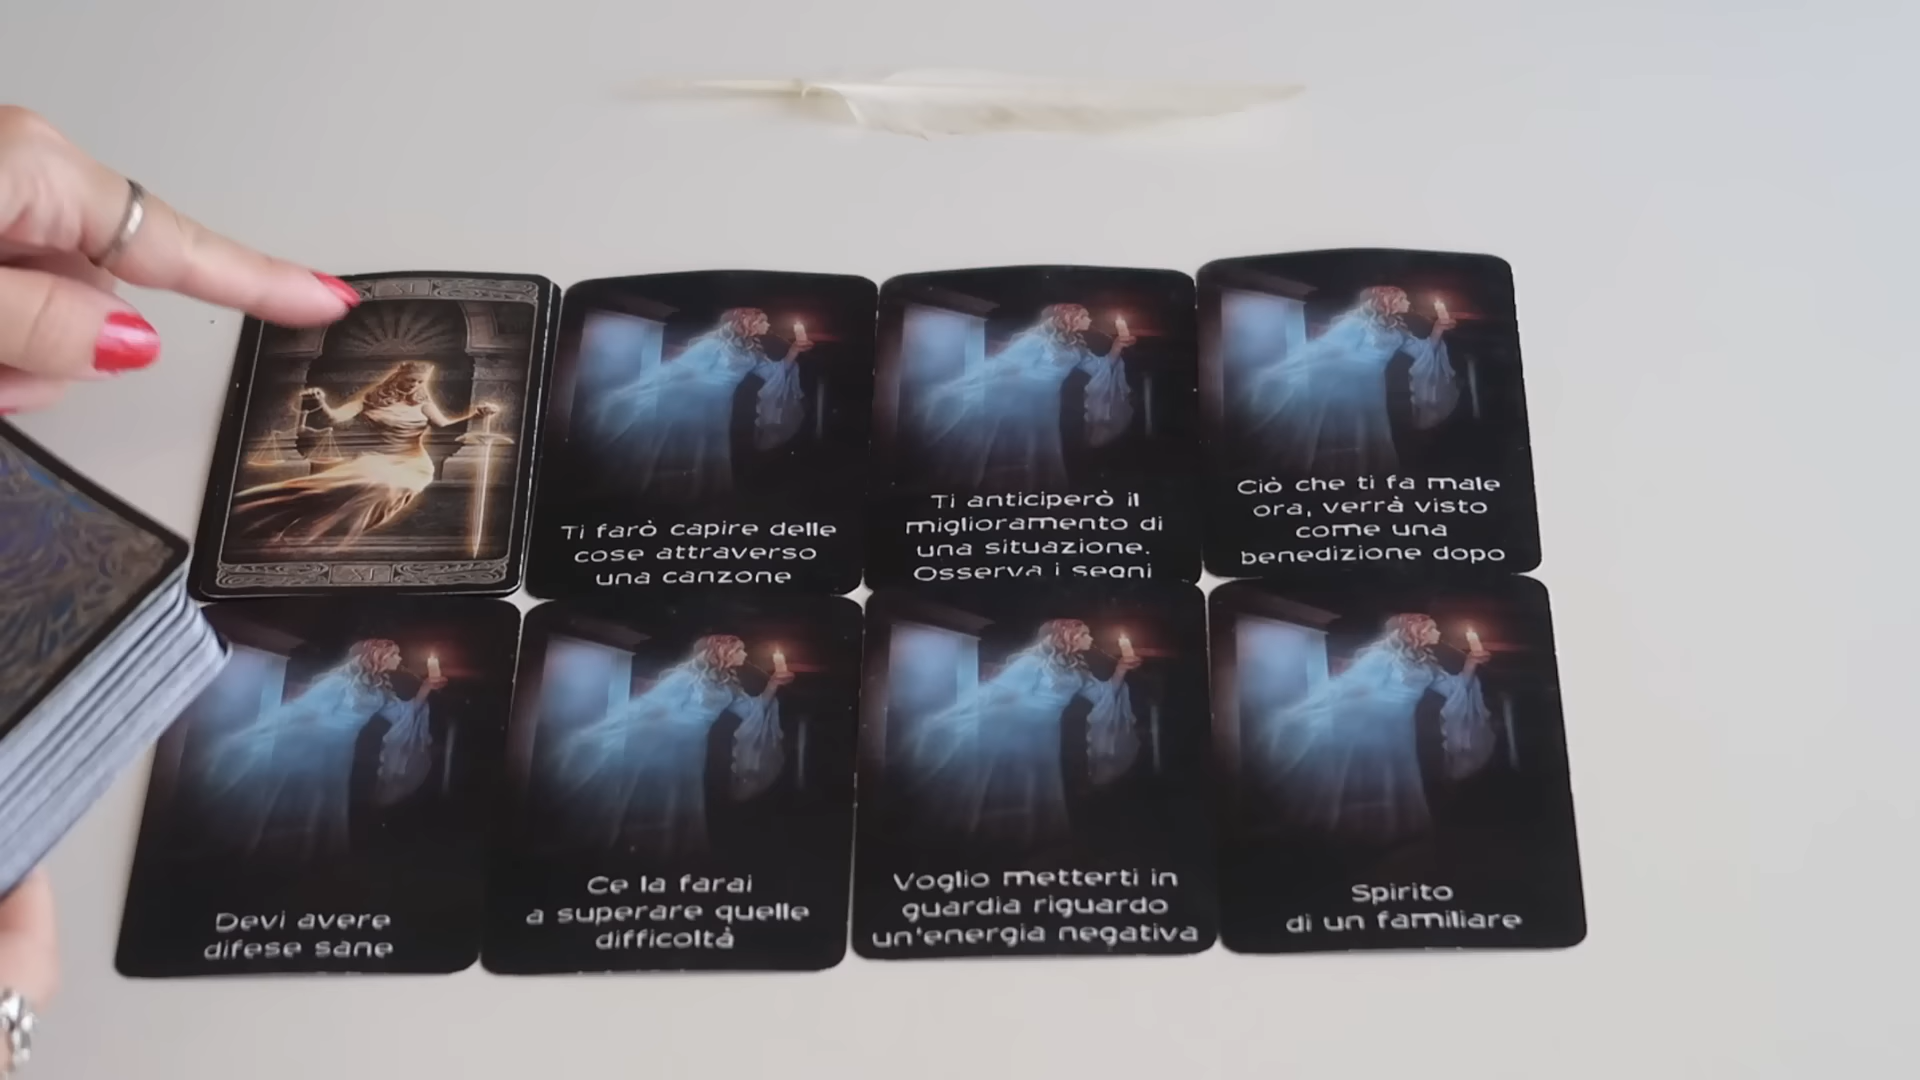 XI
Ti farò capire delle
cose attraverso
una canzone
Ti anticiperò il
miglioramento di
una situazione.
Osserva i segni
Ciò che ti fa male
ora, verrà visto
come una
benedizione dopo
XI
Devi avere
difese sane
Ce la farai
a superare quelle
difficoltà
Voglio metterti in
guardia riguardo
un'energia negativa
Spirito
di un familiare